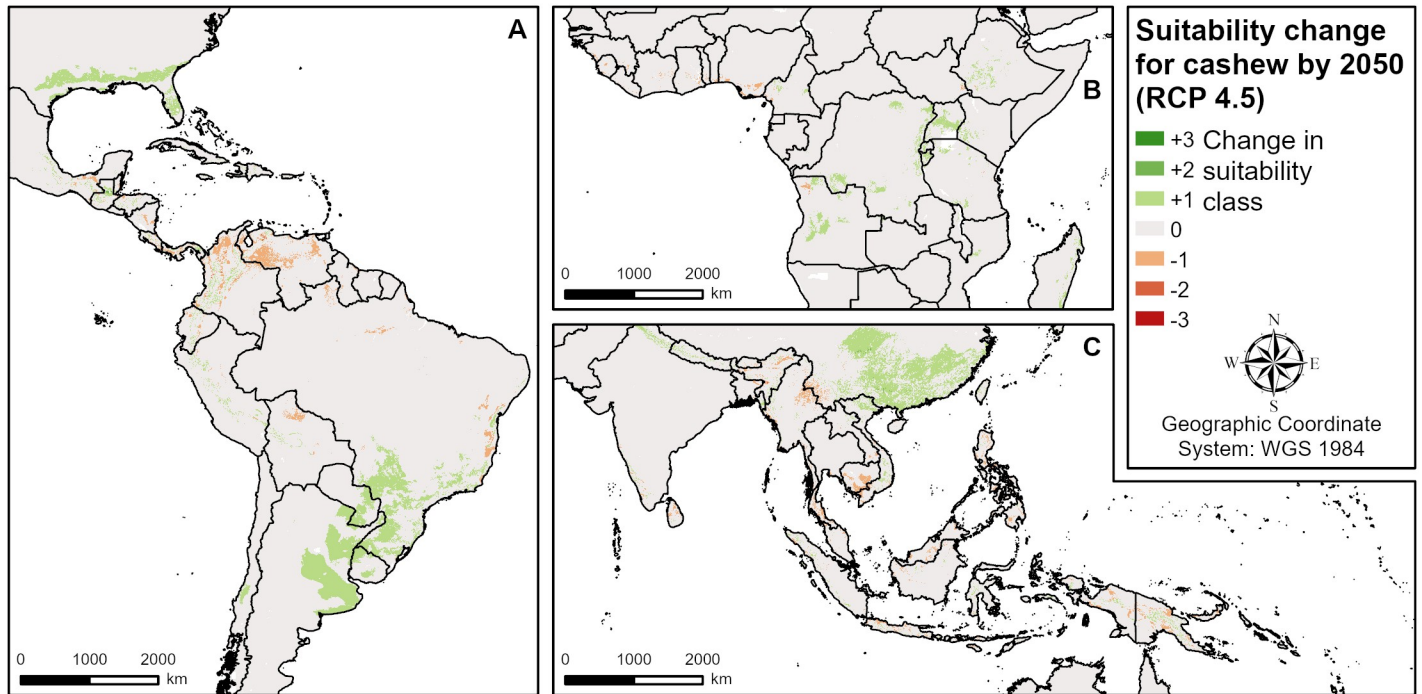 A
B
C
Suitability change
for cashew by 2050
(RCP 4.5)
+3 Change in
+2 suitability
+1 class
0
-1
-2
-3
N
W E
S
Geographic Coordinate
System: WGS 1984
0 1000 2000
km
0 1000 2000
km
0 1000 2000
km